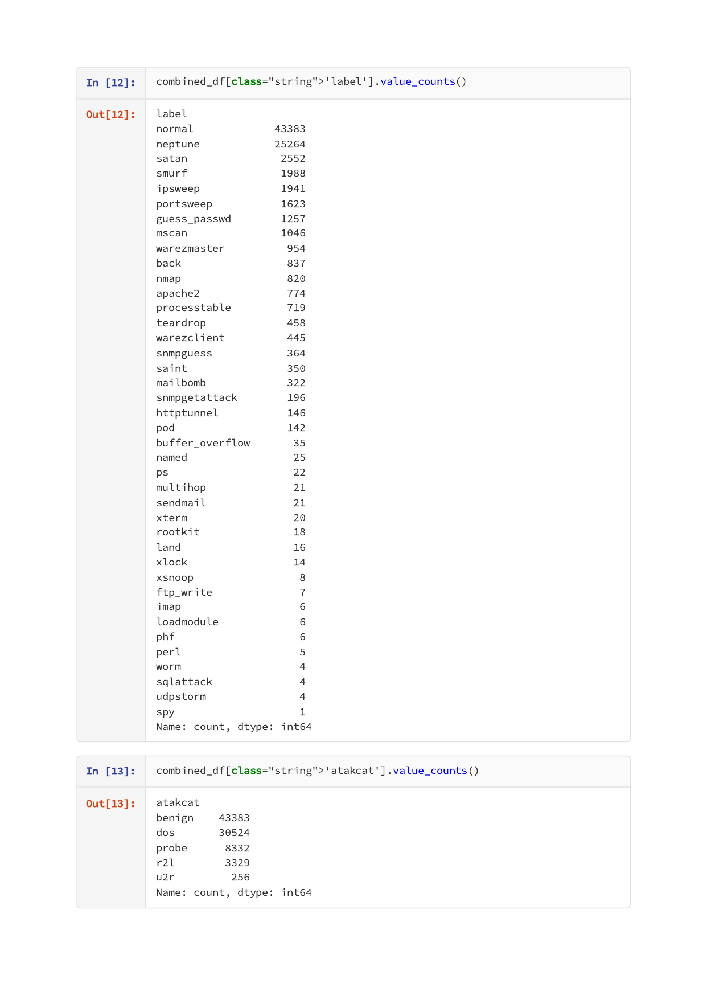 In [12]: combined_df[class="string">'label'].value_counts()
Out[12]: label
normal             43383
neptune            25264
satan               2552
smurf               1988
ipsweep             1941
portsweep           1623
guess_passwd        1257
mscan               1046
warezmaster          954
back                 837
nmap                 820
apache2              774
processtable         719
teardrop             458
warezclient          445
snmpguess            364
saint                350
mailbomb             322
snmpgetattack        196
httptunnel           146
pod                  142
buffer_overflow       35
named                 25
ps                    22
multihop              21
sendmail              21
xterm                 20
rootkit               18
land                  16
xlock                 14
xsnoop                 8
ftp_write              7
imap                   6
loadmodule             6
phf                    6
perl                   5
worm                   4
sqlattack              4
udpstorm               4
spy                    1
Name: count, dtype: int64
In [13]: combined_df[class="string">'atakcat'].value_counts()
Out[13]: atakcat
benign    43383
dos       30524
probe      8332
r2l        3329
u2r         256
Name: count, dtype: int64